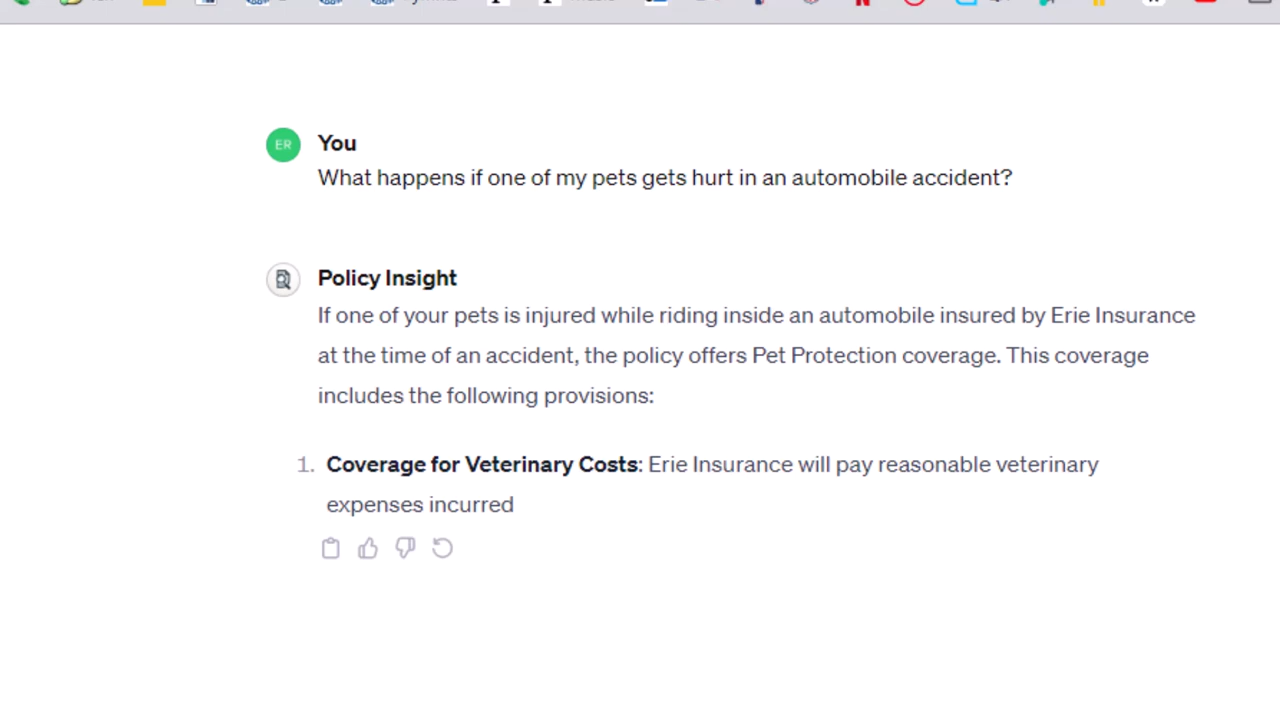 ER
You
What happens if one of my pets gets hurt in an automobile accident?
Policy Insight
If one of your pets is injured while riding inside an automobile insured by Erie Insurance
at the time of an accident, the policy offers Pet Protection coverage. This coverage
includes the following provisions:
1. Coverage for Veterinary Costs: Erie Insurance will pay reasonable veterinary
expenses incurred